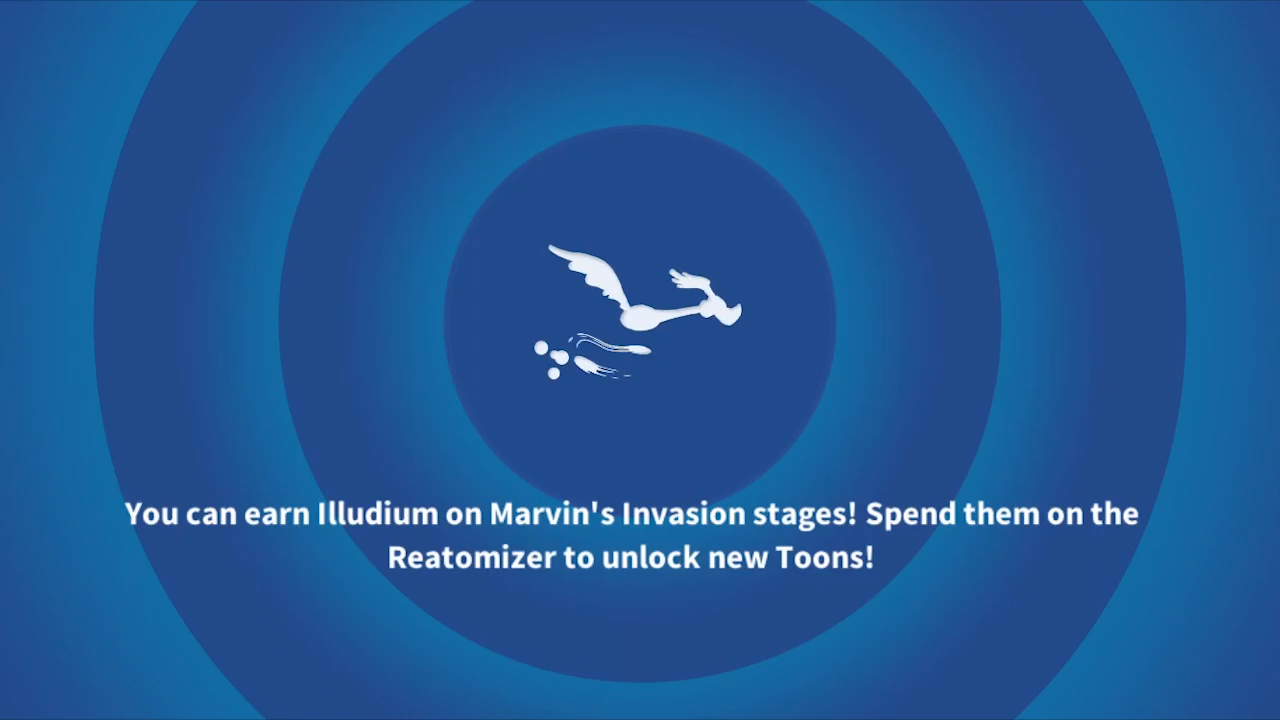 You can earn Illudium on Marvin's Invasion stages! Spend them on the
Reatomizer to unlock new Toons!